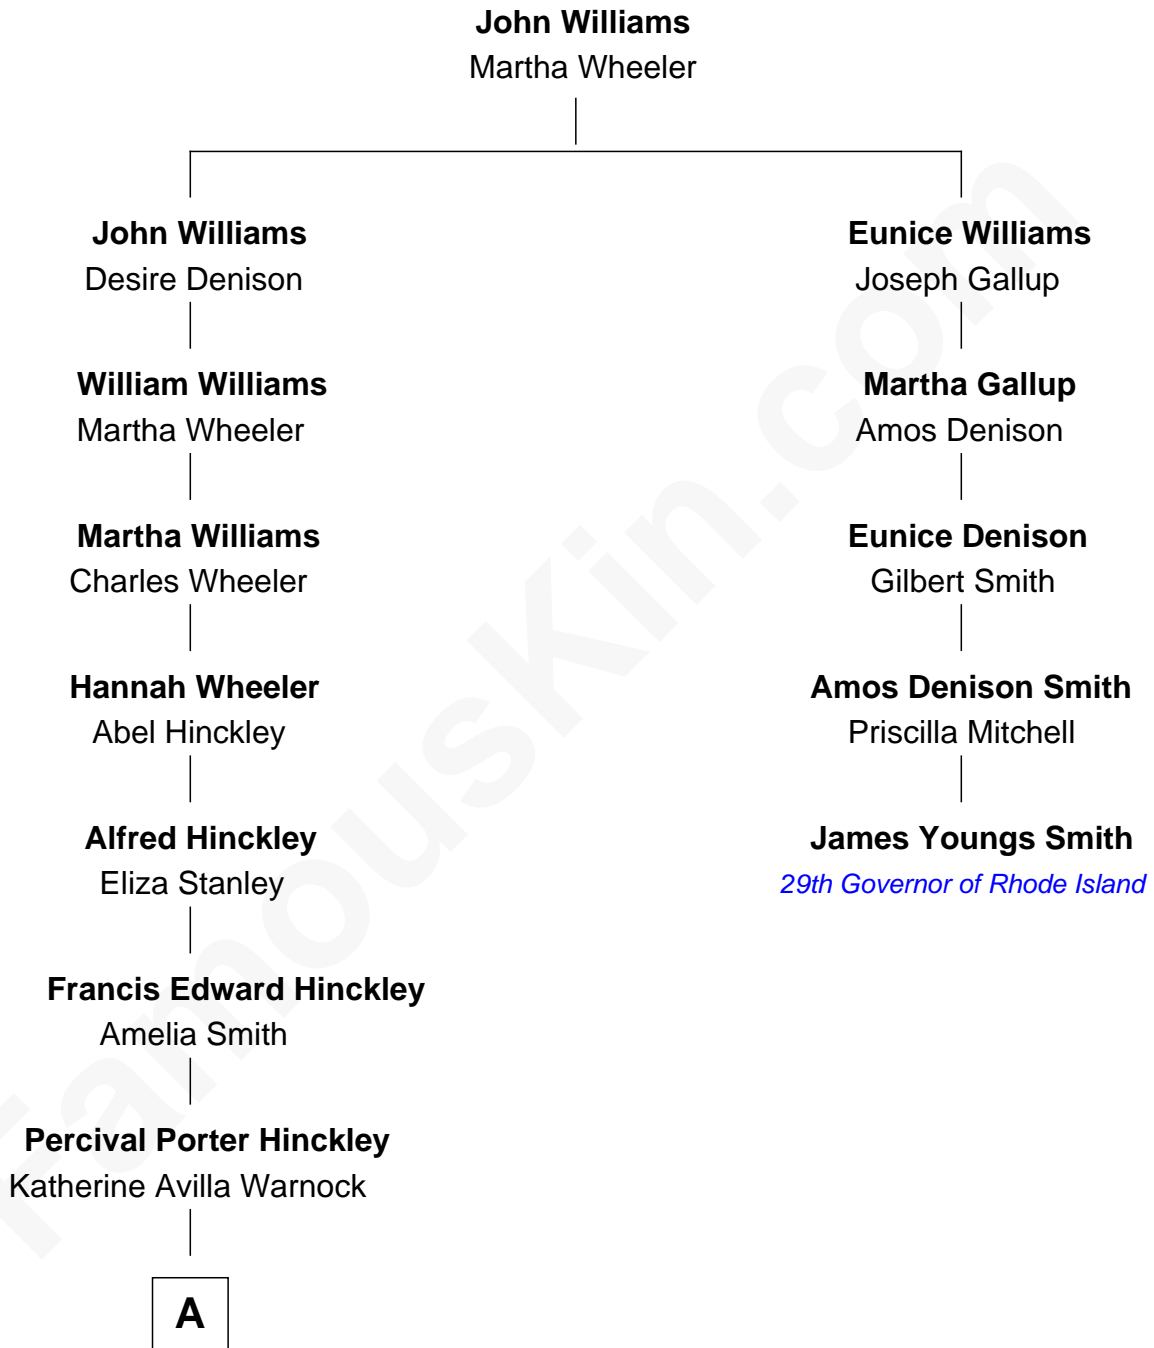 John Williams
Martha Wheeler
John Williams
Desire Denison
Eunice Williams
Joseph Gallup
William Williams
Martha Wheeler
Martha Gallup
Amos Denison
Martha Williams
Charles Wheeler
Eunice Denison
Gilbert Smith
Hannah Wheeler
Abel Hinckley
Amos Denison Smith
Priscilla Mitchell
Alfred Hinckley
Eliza Stanley
James Youngs Smith
29th Governor of Rhode Island
Francis Edward Hinckley
Amelia Smith
Percival Porter Hinckley
Katherine Avilla Warnock
A
FamousKin.com